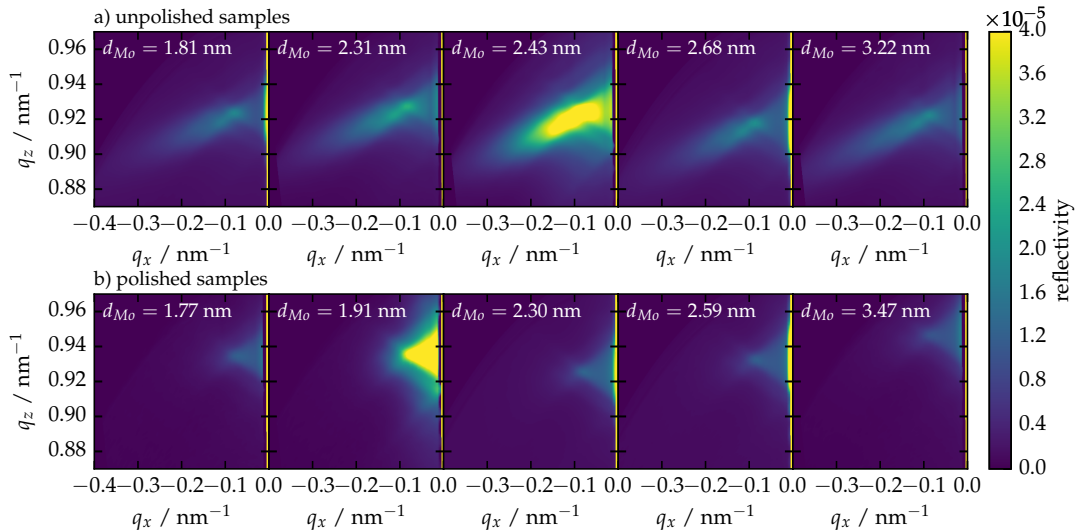 a) unpolished samples
×10⁻⁵
d_Mo = 1.81 nm d_Mo = 2.31 nm d_Mo = 2.43 nm d_Mo = 2.68 nm d_Mo = 3.22 nm
0.96
0.94
0.92
0.90
0.88
q_z / nm⁻¹
−0.4 −0.3 −0.2 −0.1 0.0 −0.3 −0.2 −0.1 0.0 −0.3 −0.2 −0.1 0.0 −0.3 −0.2 −0.1 0.0 −0.3 −0.2 −0.1 0.0
q_x / nm⁻¹ q_x / nm⁻¹ q_x / nm⁻¹ q_x / nm⁻¹ q_x / nm⁻¹
b) polished samples
d_Mo = 1.77 nm d_Mo = 1.91 nm d_Mo = 2.30 nm d_Mo = 2.59 nm d_Mo = 3.47 nm
0.96
0.94
0.92
0.90
0.88
q_z / nm⁻¹
−0.4 −0.3 −0.2 −0.1 0.0 −0.3 −0.2 −0.1 0.0 −0.3 −0.2 −0.1 0.0 −0.3 −0.2 −0.1 0.0 −0.3 −0.2 −0.1 0.0
q_x / nm⁻¹ q_x / nm⁻¹ q_x / nm⁻¹ q_x / nm⁻¹ q_x / nm⁻¹
4.0
3.6
3.2
2.8
2.4
2.0
1.6
1.2
0.8
0.4
0.0
reflectivity